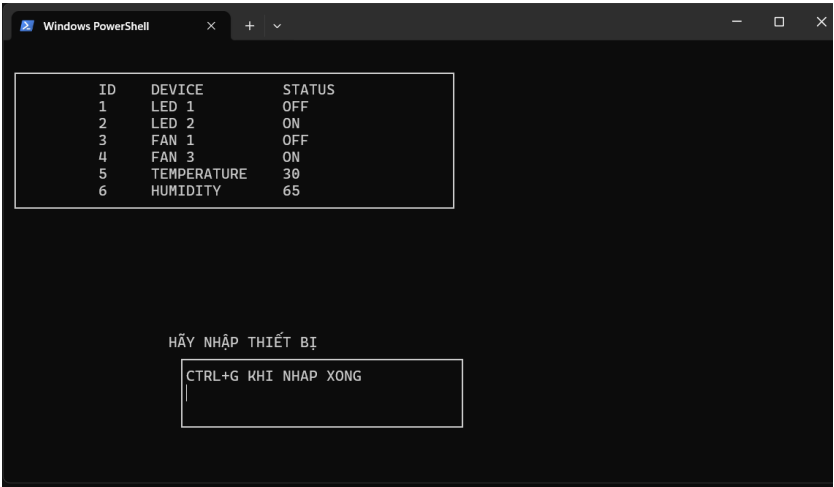 Windows PowerShell
ID DEVICE STATUS
1 LED 1 OFF
2 LED 2 ON
3 FAN 1 OFF
4 FAN 3 ON
5 TEMPERATURE 30
6 HUMIDITY 65
HÃY NHẬP THIẾT BỊ
CTRL+G KHI NHAP XONG